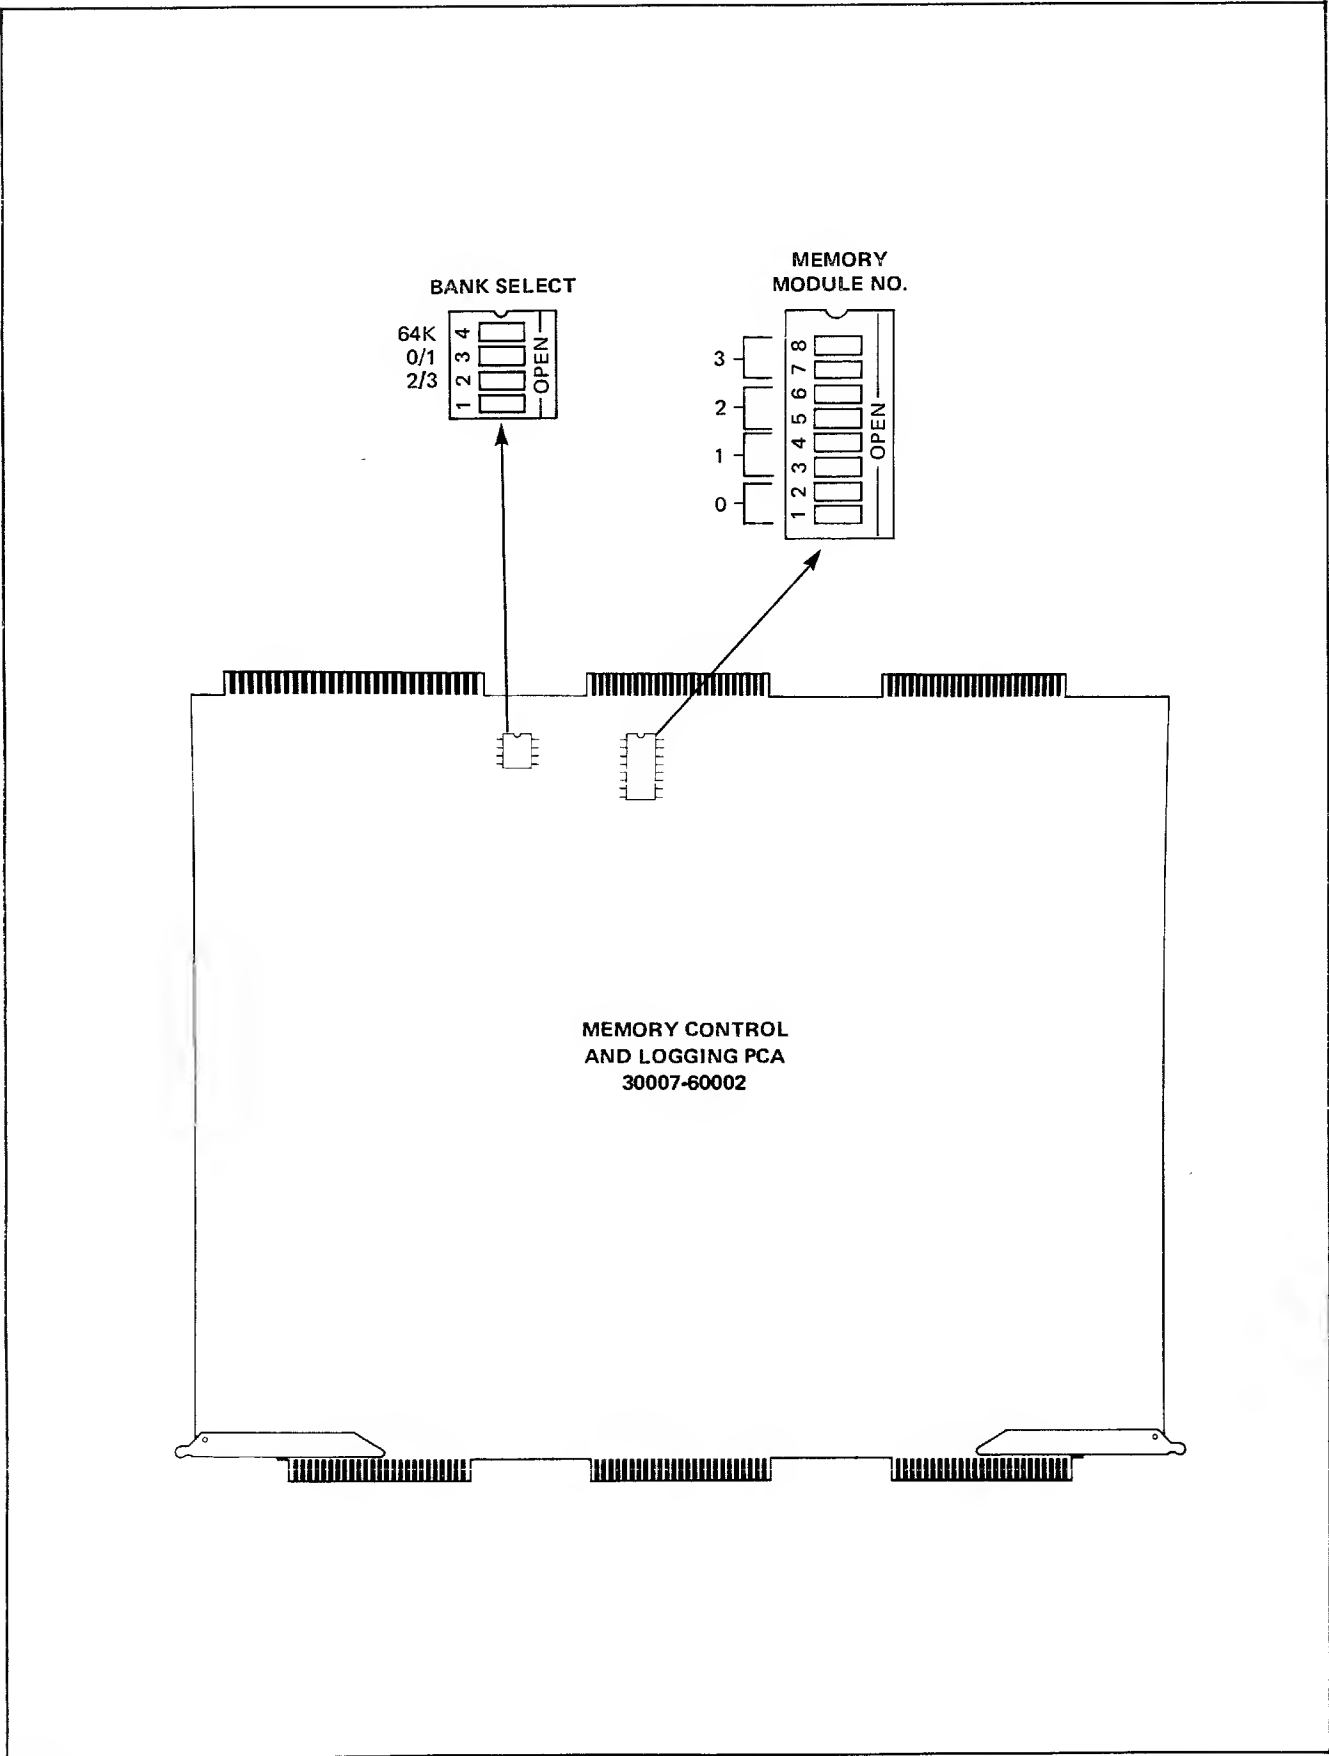 BANK SELECT
64K 4
0/1 3
2/3 2
1
OPEN
MEMORY
MODULE NO.
3
2
1
0
8
7
6
5
4
3
2
1
OPEN
MEMORY CONTROL
AND LOGGING PCA
30007-60002